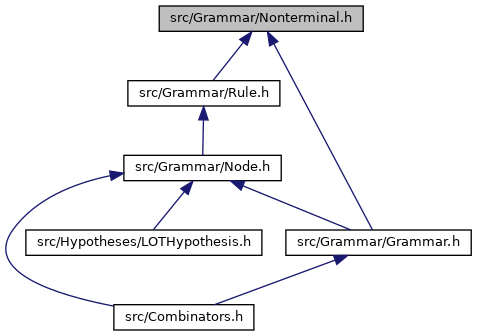 src/Grammar/Nonterminal.h
src/Grammar/Rule.h
src/Grammar/Node.h
src/Hypotheses/LOTHypothesis.h
src/Grammar/Grammar.h
src/Combinators.h